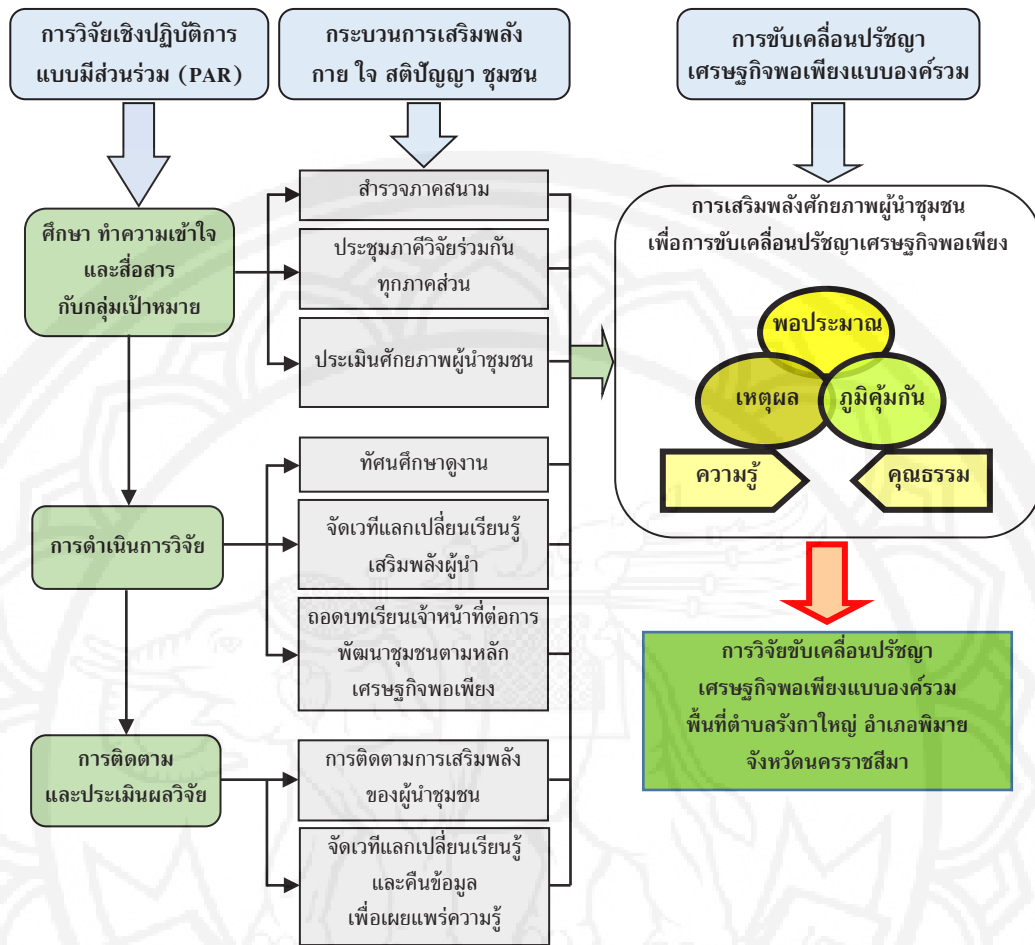 การวิจัยเชิงปฏิบัติการ
แบบมีส่วนร่วม (PAR)
กระบวนการเสริมพลัง
กาย ใจ สติปัญญา ชุมชน
การขับเคลื่อนปรัชญา
เศรษฐกิจพอเพียงแบบองค์รวม
ศึกษา ทำความเข้าใจ
และสื่อสาร
กับกลุ่มเป้าหมาย
สำรวจภาคสนาม
ประชุมภาคีวิจัยร่วมกัน
ทุกภาคส่วน
ประเมินศักยภาพผู้นำชุมชน
การดำเนินการวิจัย
ทัศนศึกษาดูงาน
จัดเวทีแลกเปลี่ยนเรียนรู้
เสริมพลังผู้นำ
ถอดบทเรียนเจ้าหน้าที่ต่อการ
พัฒนาชุมชนตามหลัก
เศรษฐกิจพอเพียง
การติดตาม
และประเมินผลวิจัย
การติดตามการเสริมพลัง
ของผู้นำชุมชน
จัดเวทีแลกเปลี่ยนเรียนรู้
และคืนข้อมูล
เพื่อเผยแพร่ความรู้
การเสริมพลังศักยภาพผู้นำชุมชน
เพื่อการขับเคลื่อนปรัชญาเศรษฐกิจพอเพียง
พอประมาณ
เหตุผล
ภูมิคุ้มกัน
ความรู้
คุณธรรม
การวิจัยขับเคลื่อนปรัชญา
เศรษฐกิจพอเพียงแบบองค์รวม
พื้นที่ตำบลรังกาใหญ่ อำเภอพิมาย
จังหวัดนครราชสีมา